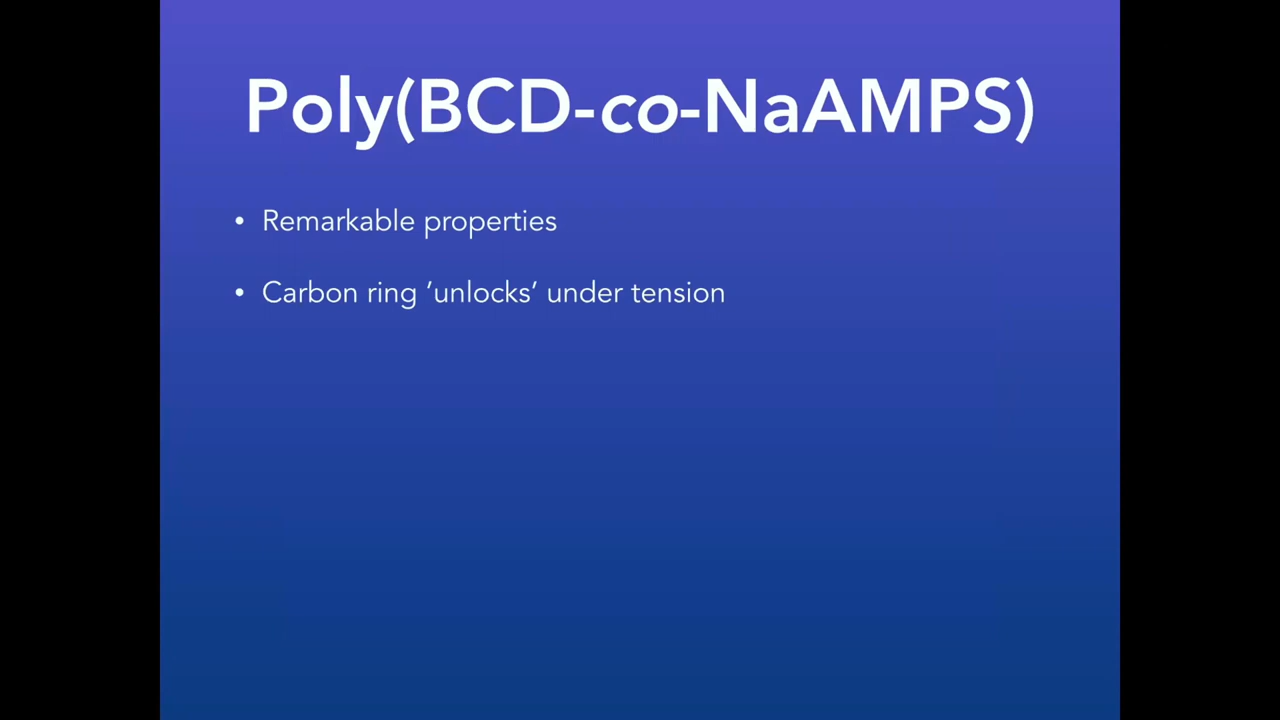 Poly(BCD-co-NaAMPS)
• Remarkable properties
• Carbon ring ’unlocks’ under tension